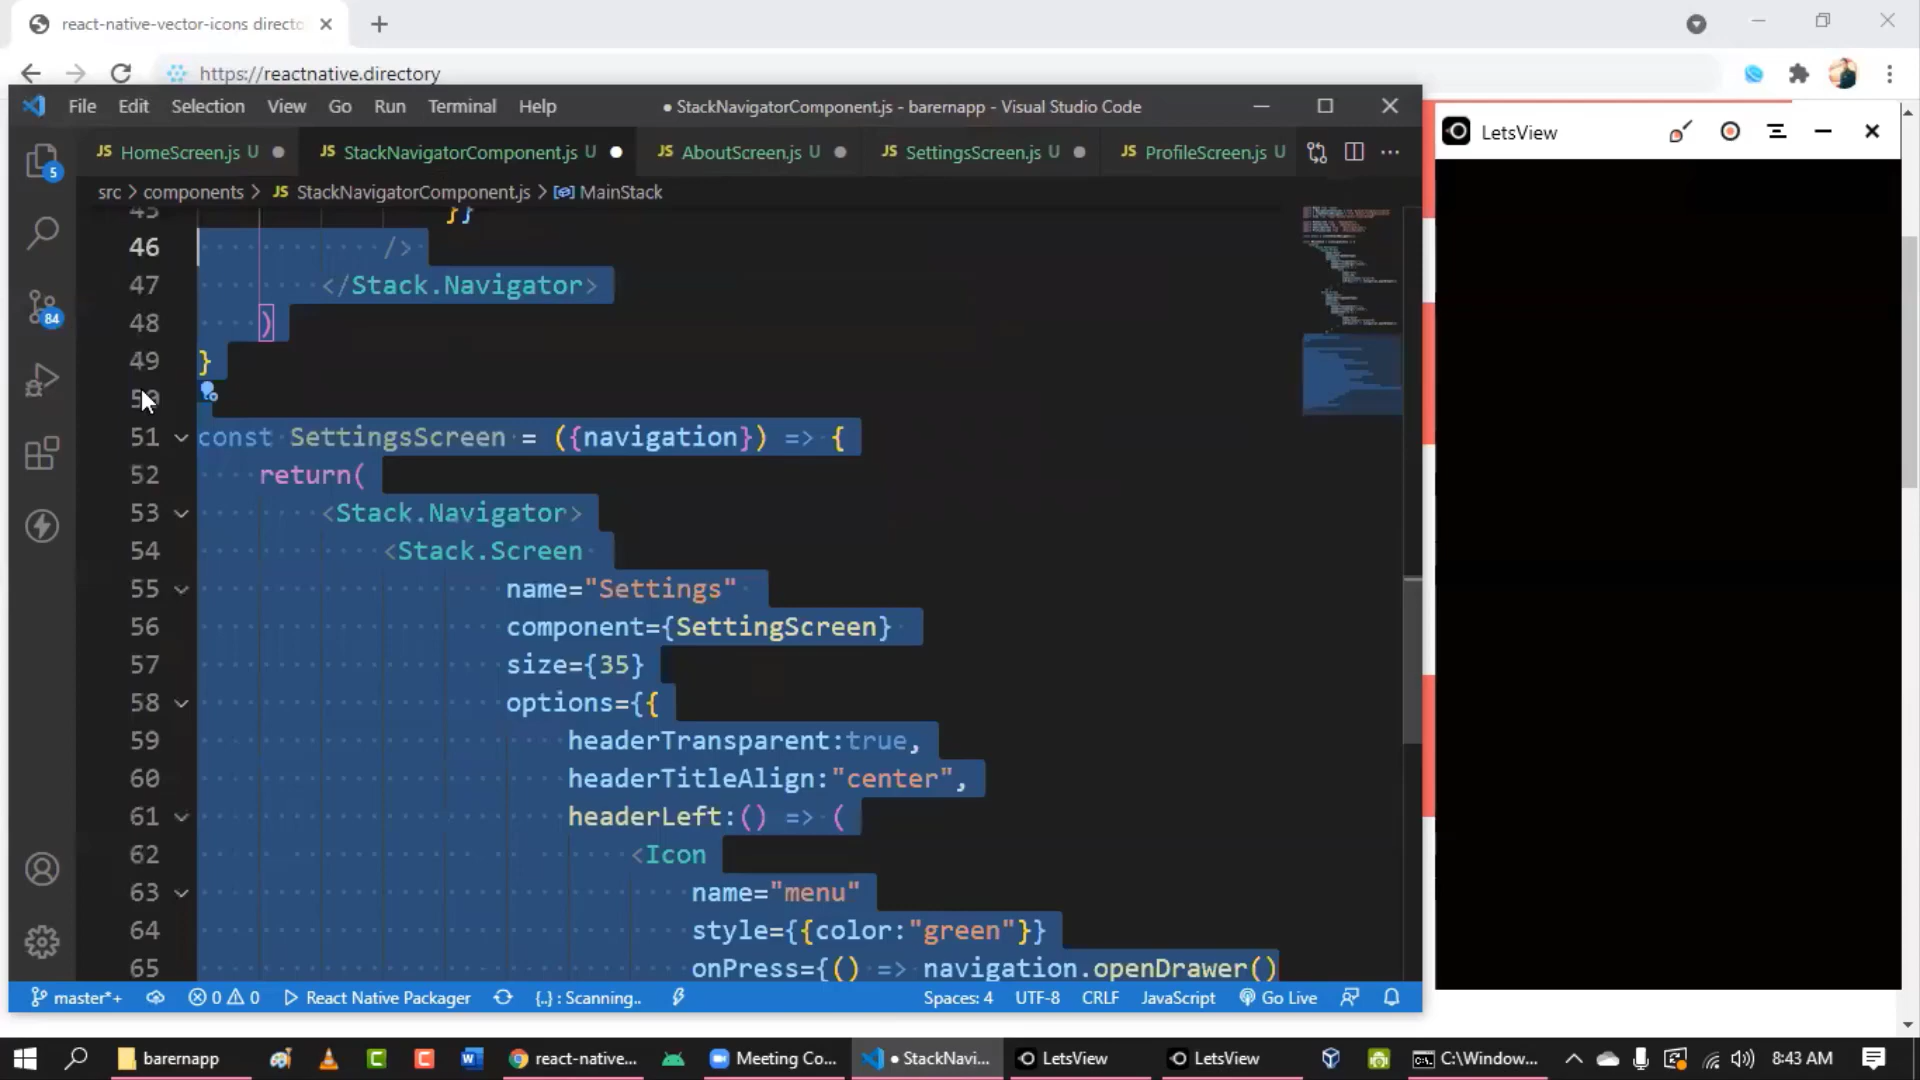 react-native-vector-icons directo
https://reactnative.directory
File Edit Selection View Go Run Terminal Help
● StackNavigatorComponent.js - barernapp - Visual Studio Code
LetsView
JS HomeScreen.js U
JS StackNavigatorComponent.js U
JS AboutScreen.js U
JS SettingsScreen.js U
JS ProfileScreen.js U
src > components > JS StackNavigatorComponent.js > MainStack
45 }}
46 />
47 </Stack.Navigator>
48 )
49 }
50
51 const SettingsScreen = ({navigation}) => {
52 return(
53 <Stack.Navigator>
54 <Stack.Screen
55 name="Settings"
56 component={SettingScreen}
57 size={35}
58 options={{
59 headerTransparent:true,
60 headerTitleAlign:"center",
61 headerLeft:() => (
62 <Icon
63 name="menu"
64 style={{color:"green"}}
65 onPress={() => navigation.openDrawer()
5
84
master*+ 0 0 React Native Packager {..} : Scanning.. Spaces: 4 UTF-8 CRLF JavaScript Go Live
barernapp react-native... Meeting Co... ● StackNavi... LetsView LetsView C:\Window... 8:43 AM